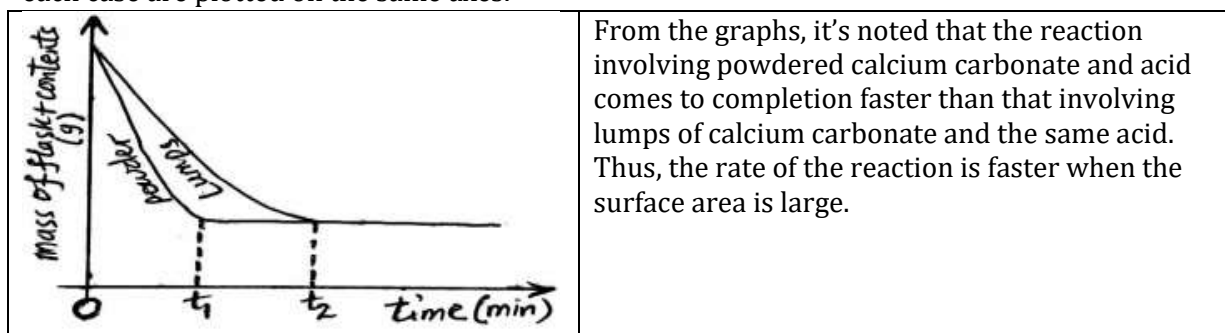 each case are plotted on the same axes.
mass of flask+contents
(g)
powder
Lumps
0
t1
t2
time (min)
From the graphs, it’s noted that the reaction
involving powdered calcium carbonate and acid
comes to completion faster than that involving
lumps of calcium carbonate and the same acid.
Thus, the rate of the reaction is faster when the
surface area is large.